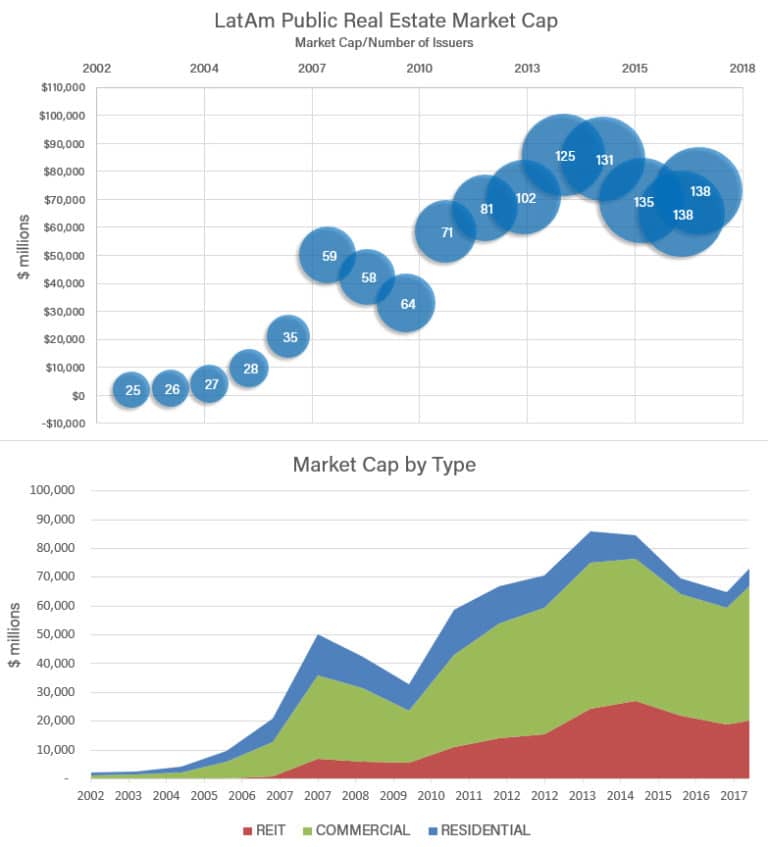 LatAm Public Real Estate Market Cap
Market Cap/Number of Issuers
2002 2004 2007 2010 2013 2015 2018
$110,000
$100,000
$90,000
$80,000
$70,000
$60,000
$50,000
$40,000
$30,000
$20,000
$10,000
$0
-$10,000
$ millions
25 26 27 28 35 59 58 64 71 81 102 125 131 135 138 138
Market Cap by Type
100,000
90,000
80,000
70,000
60,000
50,000
40,000
30,000
20,000
10,000
-
$ millions
2002 2003 2004 2005 2006 2007 2007 2008 2009 2010 2011 2012 2012 2013 2014 2015 2016 2017
REIT COMMERCIAL RESIDENTIAL